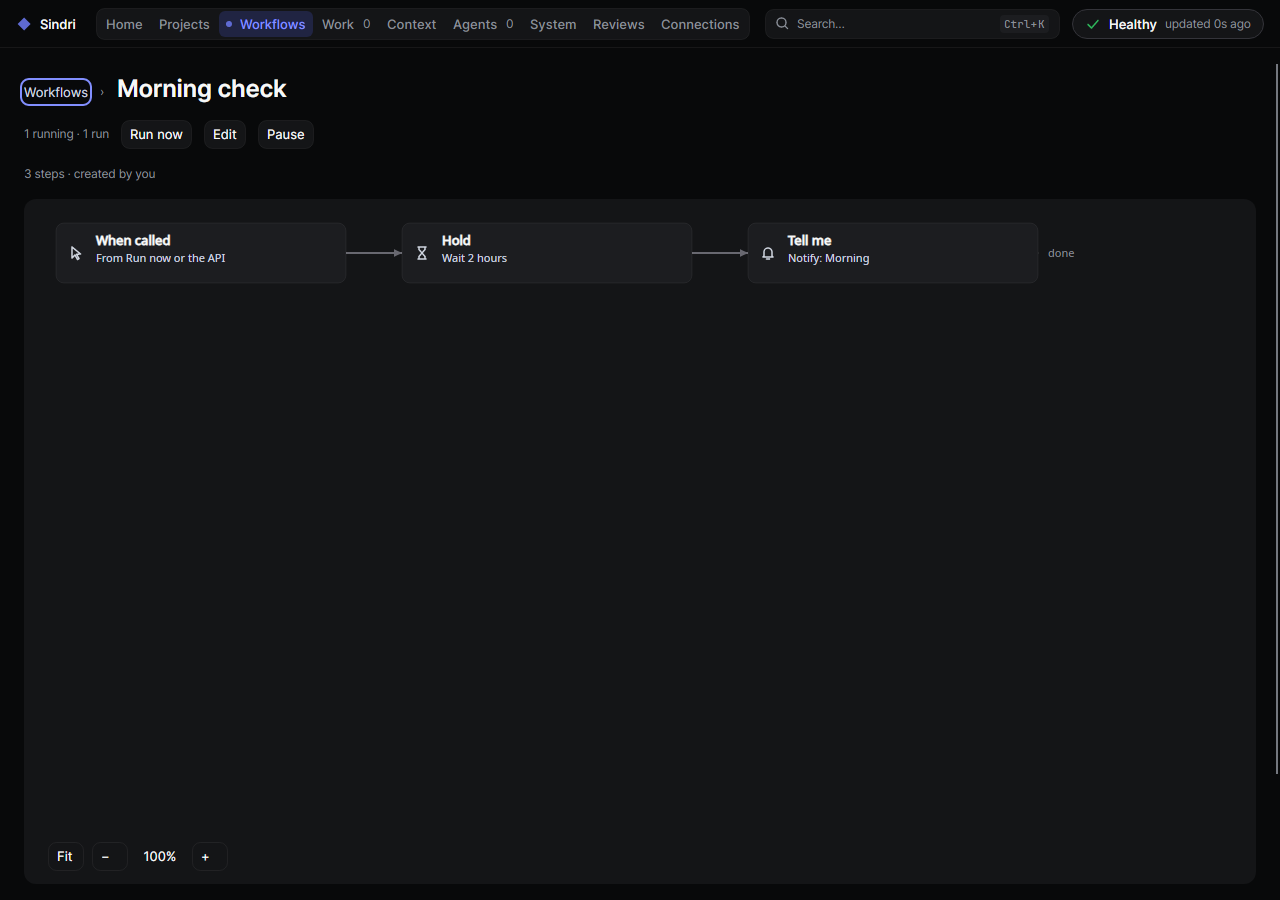 Sindri Home Projects Workflows Work 0 Context Agents 0 System Reviews Connections Search... Ctrl+K Healthy updated 0s ago
Workflows › Morning check
1 running · 1 run Run now Edit Pause
3 steps · created by you
When called
From Run now or the API
Hold
Wait 2 hours
Tell me
Notify: Morning
done
Fit − 100% +